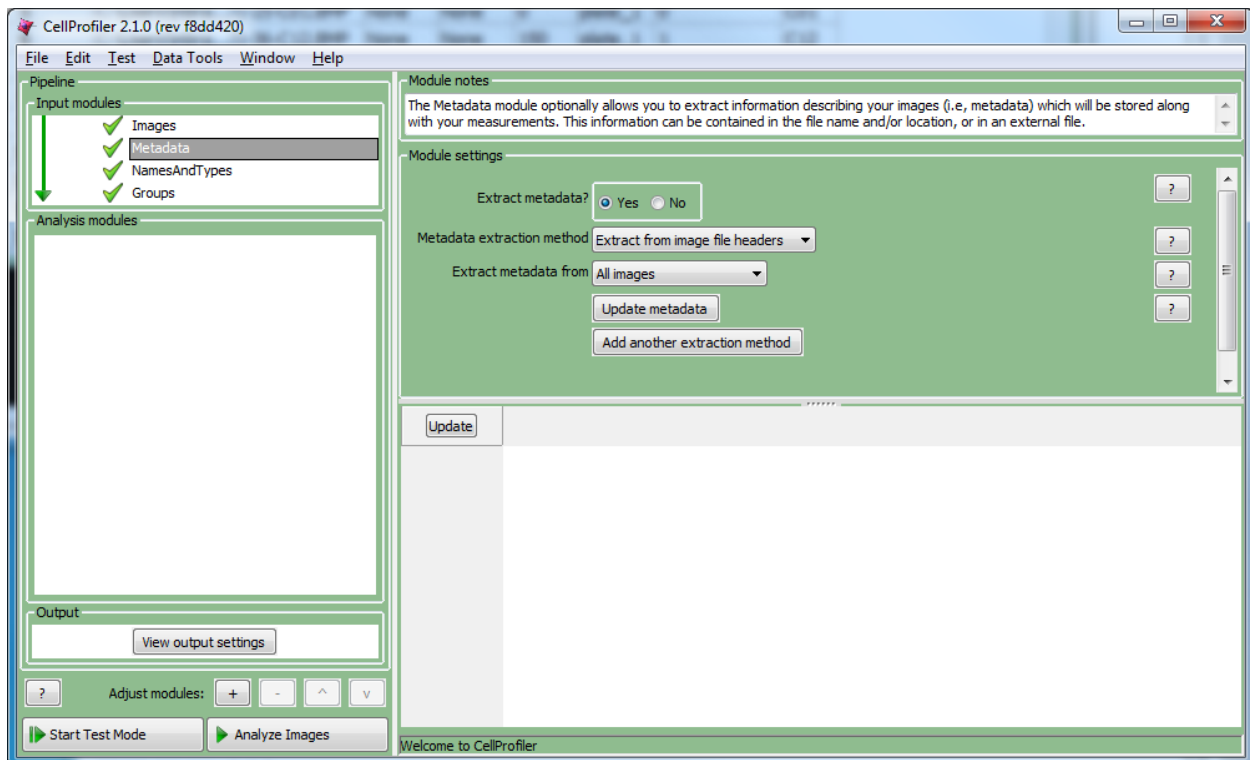 CellProfiler 2.1.0 (rev f8dd420)
File Edit Test Data Tools Window Help
Pipeline
Input modules
Images
Metadata
NamesAndTypes
Groups
Analysis modules
Output
View output settings
? Adjust modules: + - ^ v
Start Test Mode Analyze Images
Module notes
The Metadata module optionally allows you to extract information describing your images (i.e, metadata) which will be stored along
with your measurements. This information can be contained in the file name and/or location, or in an external file.
Module settings
Extract metadata? Yes No ?
Metadata extraction method Extract from image file headers ?
Extract metadata from All images ?
Update metadata ?
Add another extraction method
Update
Welcome to CellProfiler